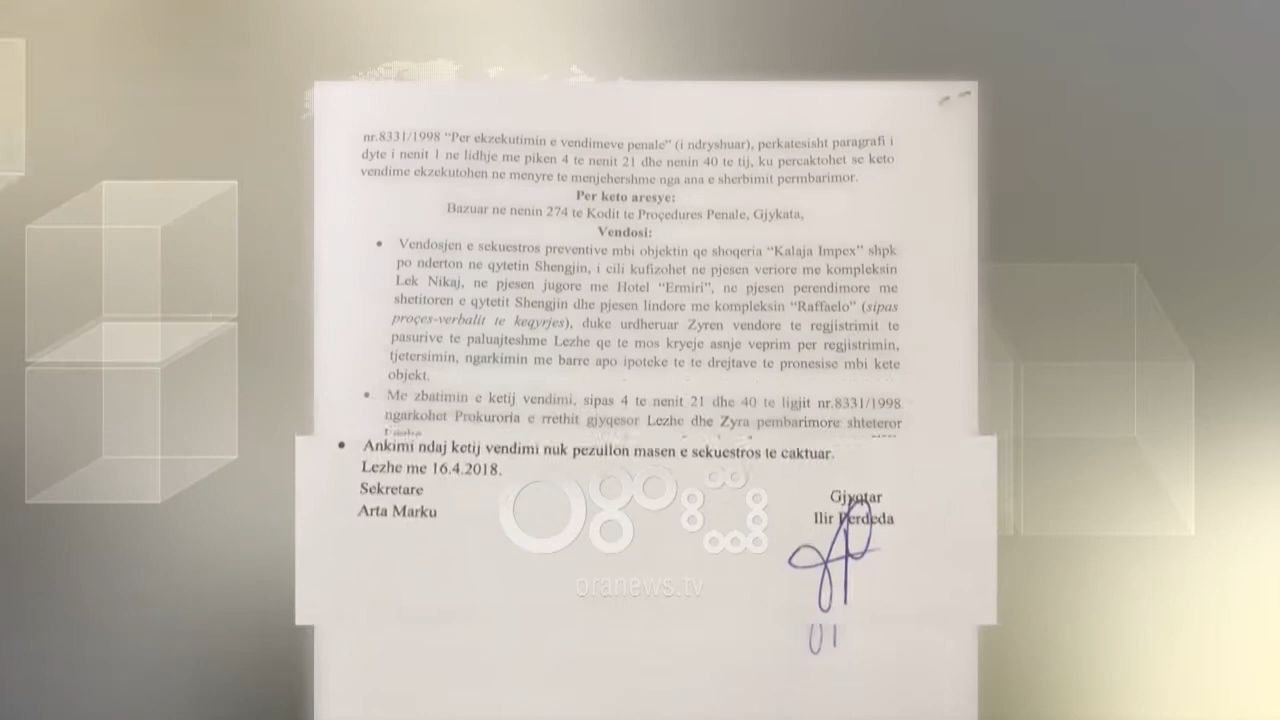 nr.8331/1998 "Per ekzekutimin e vendimeve penale" (i ndryshuar), perkatesisht paragrafi i
dyte i nenit 1 ne lidhje me piken 4 te nenit 21 dhe nenin 40 te tij, ku percaktohet se keto
vendime ekzekutohen ne menyre te menjehershme nga ana e sherbimit permbarimor.
Per keto aresye:
Bazuar ne nenin 274 te Kodit te Proçedures Penale, Gjykata,
Vendosi:
• Vendosjen e sekuestros preventive mbi objektin qe shoqeria "Kalaja Impex" shpk
po nderton ne qytetin Shengjin, i cili kufizohet ne pjesen veriore me kompleksin
Lek Nikaj, ne pjesen jugore me Hotel "Ermiri", ne pjesen perendimore me
shetitoren e qytetit Shengjin dhe pjesen lindore me kompleksin "Raffaelo" (sipas
proçes-verbalit te keqyrjes), duke urdheruar Zyren vendore te regjistrimit te
pasurive te paluajteshme Lezhe qe te mos kryeje asnje veprim per regjistrimin,
tjetersimin, ngarkimin me barre apo ipoteke te te drejtave te pronesise mbi kete
objekt.
• Me zbatimin e ketij vendimi, sipas 4 te nenit 21 dhe 40 te ligjit nr.8331/1998
ngarkohet Prokuroria e rrethit gjyqesor Lezhe dhe Zyra pembarimore shteteror
• Ankimi ndaj ketij vendimi nuk pezullon masen e sekuestros te caktuar.
Lezhe me 16.4.2018.
Sekretare Gjyqtar
Arta Marku Ilir Perdeda
oranews.tv